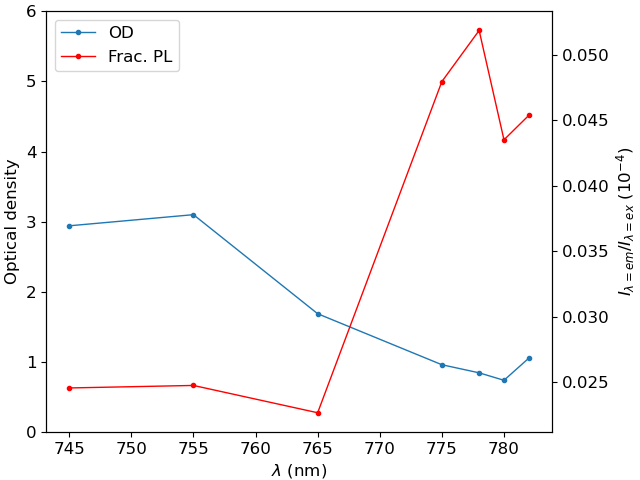 OD
Frac. PL
6
5
4
3
2
1
0
Optical density
745 750 755 760 765 770 775 780
λ (nm)
0.050
0.045
0.040
0.035
0.030
0.025
I_{λ=em}/I_{λ=ex} (10⁻⁴)